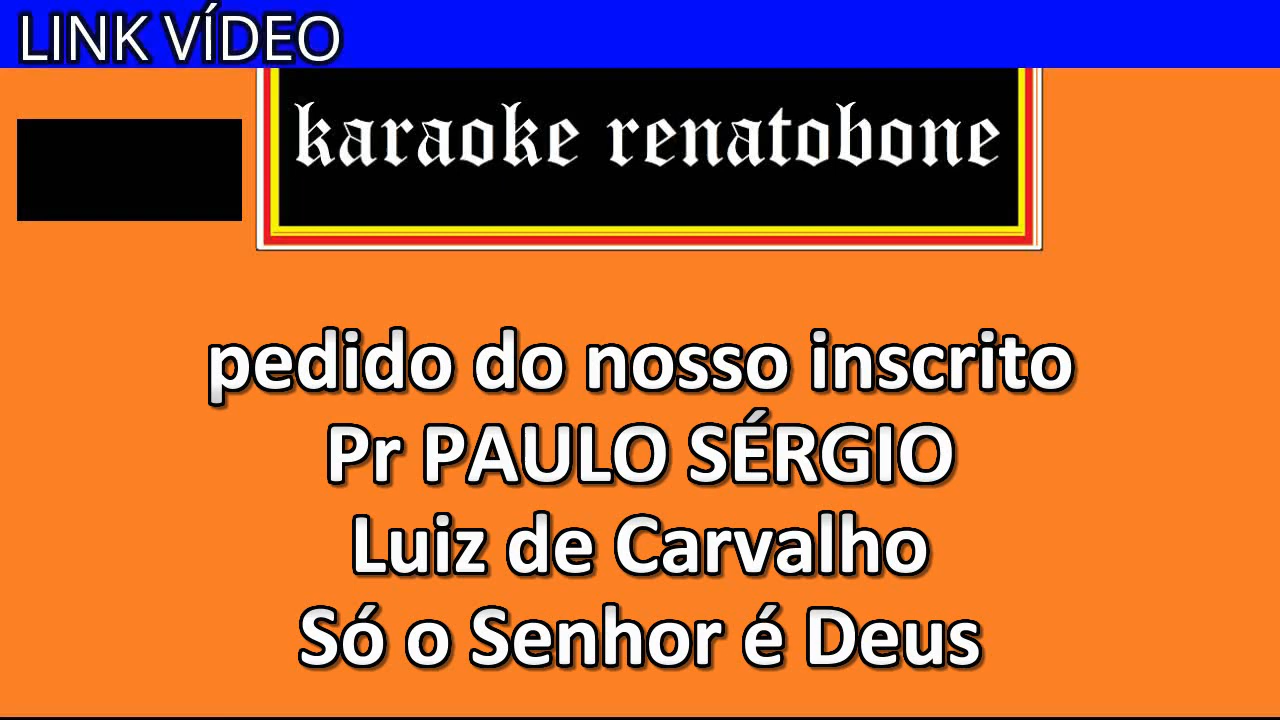 LINK VÍDEO
karaoke renatobone
pedido do nosso inscrito
Pr PAULO SÉRGIO
Luiz de Carvalho
Só o Senhor é Deus